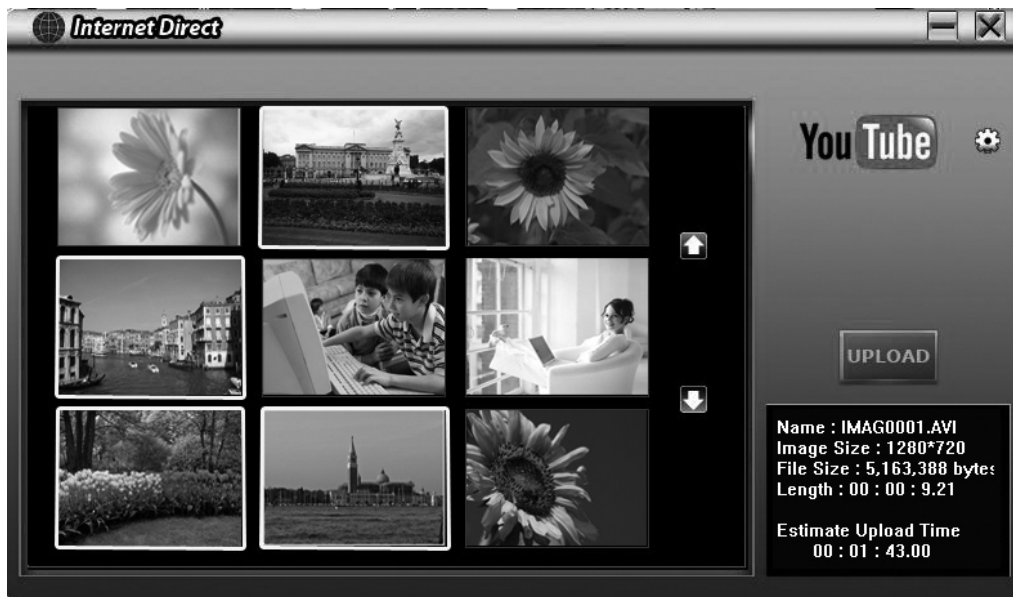 Internet Direct
YouTube
UPLOAD
Name : IMAG0001.AVI
Image Size : 1280*720
File Size : 5,163,388 bytes
Length : 00 : 00 : 9.21
Estimate Upload Time
00 : 01 : 43.00